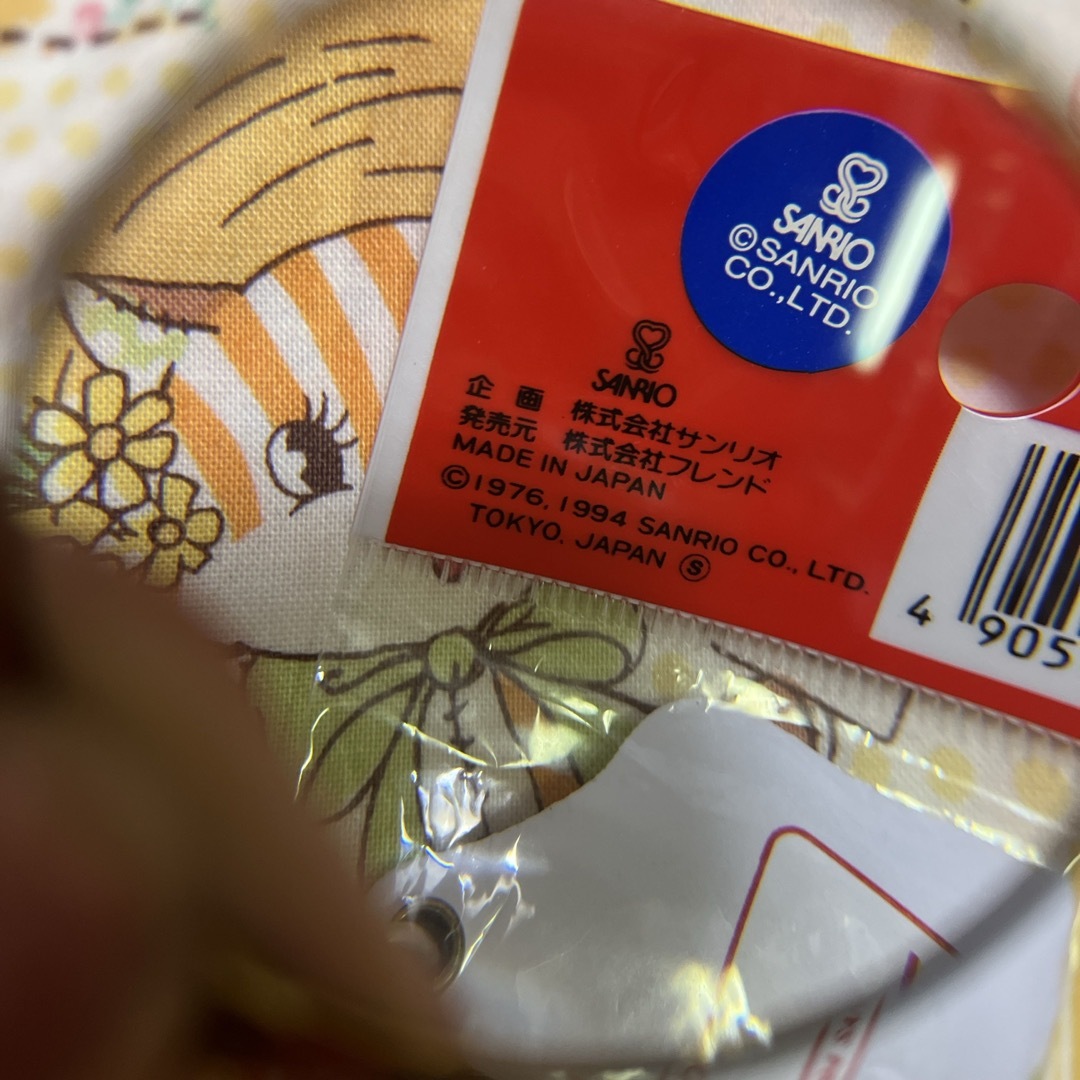 SANRIO
©SANRIO
CO.,LTD.
SANRIO
企画 株式会社サンリオ
発売元 株式会社フレンド
MADE IN JAPAN
©1976, 1994 SANRIO CO., LTD.
TOKYO, JAPAN Ⓢ
4 905